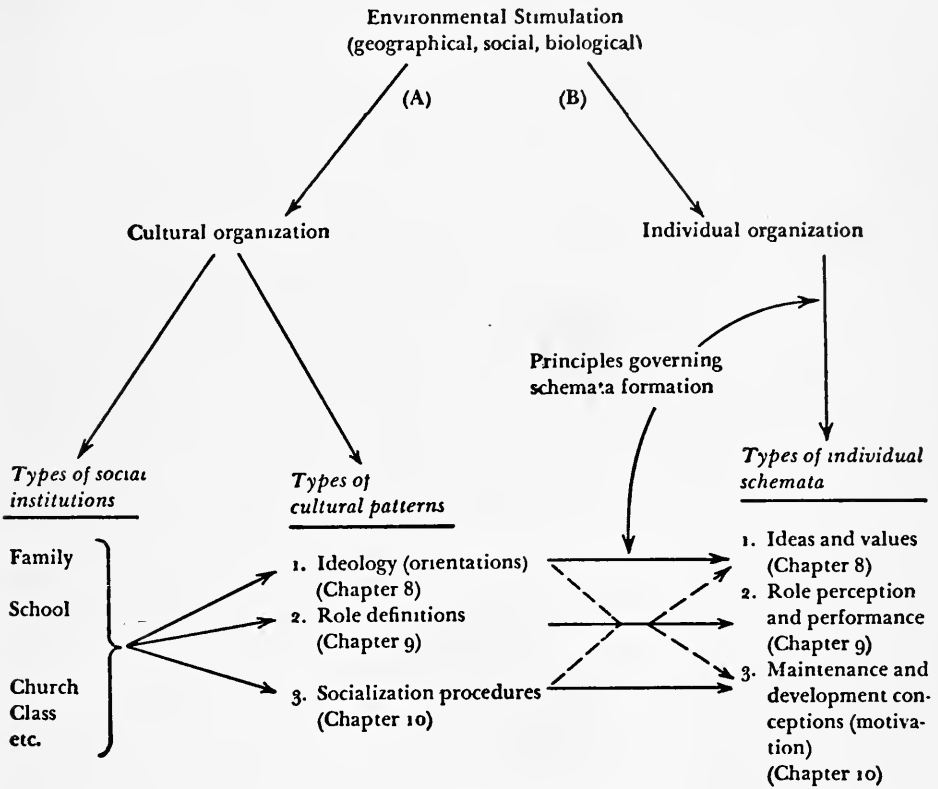 Environmental Stimulation
(geographical, social, biological)
(A)
(B)
Cultural organization
Individual organization
Principles governing
schemata formation
Types of social
institutions
Types of
cultural patterns
Types of individual
schemata
Family
School
Church
Class
etc.
1. Ideology (orientations)
(Chapter 8)
2. Role definitions
(Chapter 9)
3. Socialization procedures
(Chapter 10)
1. Ideas and values
(Chapter 8)
2. Role perception
and performance
(Chapter 9)
3. Maintenance and
development con-
ceptions (motiva-
tion)
(Chapter 10)